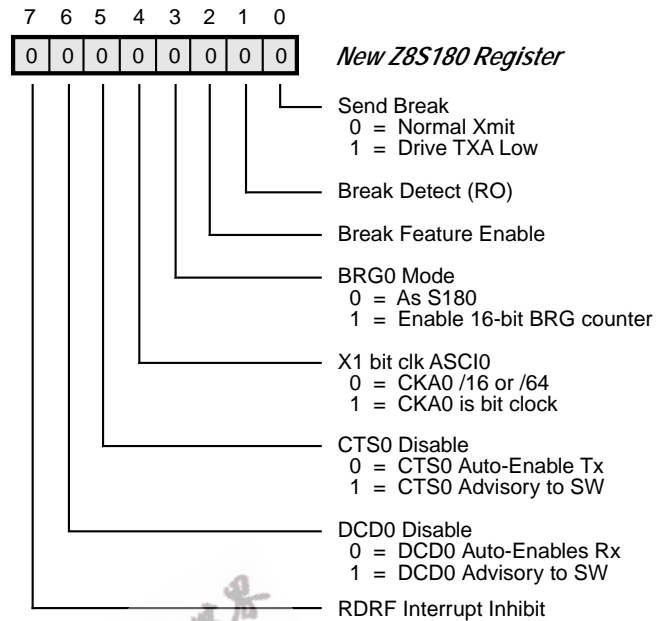 7 6 5 4 3 2 1 0
0 0 0 0 0 0 0 0
New Z8S180 Register
Send Break
0 = Normal Xmit
1 = Drive TXA Low
Break Detect (RO)
Break Feature Enable
BRG0 Mode
0 = As S180
1 = Enable 16-bit BRG counter
X1 bit clk ASCI0
0 = CKA0 /16 or /64
1 = CKA0 is bit clock
CTS0 Disable
0 = CTS0 Auto-Enable Tx
1 = CTS0 Advisory to SW
DCD0 Disable
0 = DCD0 Auto-Enables Rx
1 = DCD0 Advisory to SW
RDRF Interrupt Inhibit